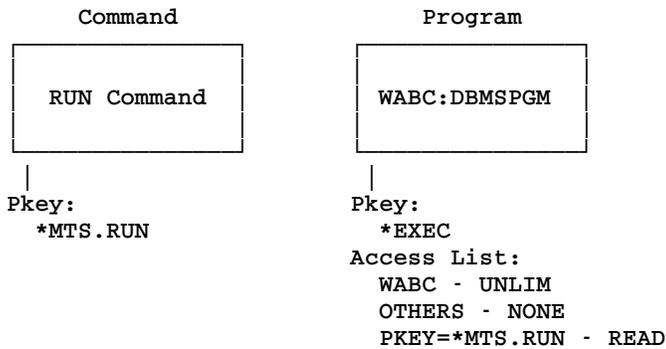 Command
Program
RUN Command
WABC:DBMSPGM
Pkey:
*MTS.RUN
Pkey:
*EXEC
Access List:
WABC - UNLIM
OTHERS - NONE
PKEY=*MTS.RUN - READ